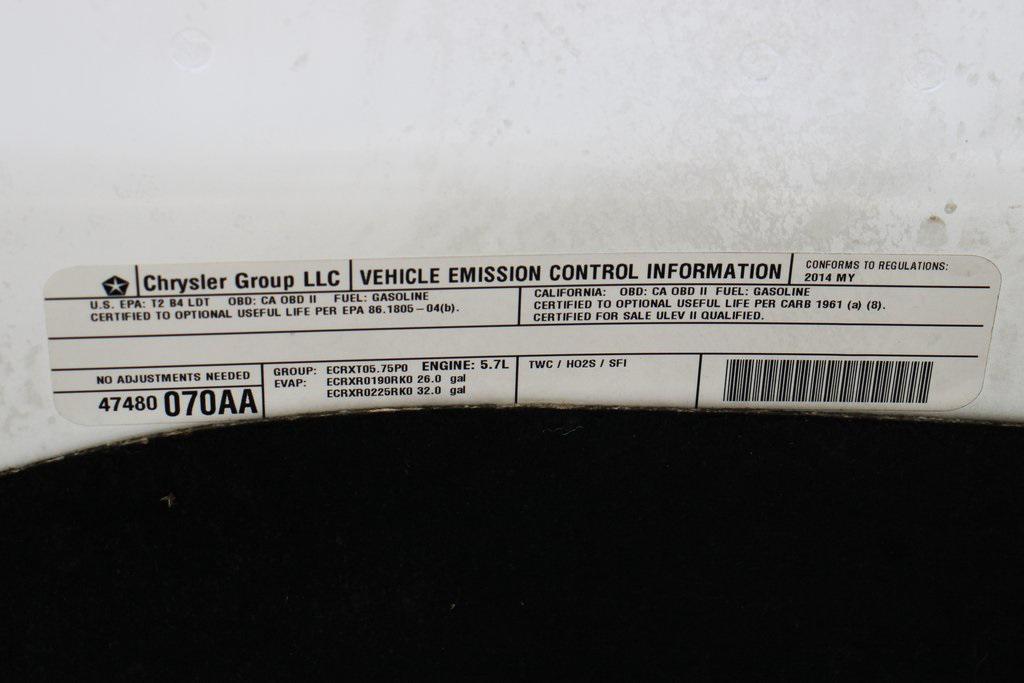 Chrysler Group LLC
VEHICLE EMISSION CONTROL INFORMATION
CONFORMS TO REGULATIONS:
2014 MY
U.S. EPA: T2 B4 LDT OBD: CA OBD II FUEL: GASOLINE
CERTIFIED TO OPTIONAL USEFUL LIFE PER EPA 86.1805-04(b).
CALIFORNIA: OBD: CA OBD II FUEL: GASOLINE
CERTIFIED TO OPTIONAL USEFUL LIFE PER CARB 1961 (a) (8).
CERTIFIED FOR SALE ULEV II QUALIFIED.
NO ADJUSTMENTS NEEDED
47480 070AA
GROUP: ECRXT05.75P0 ENGINE: 5.7L
EVAP: ECRXR0190RK0 26.0 gal
ECRXR0225RK0 32.0 gal
TWC / HO2S / SFI